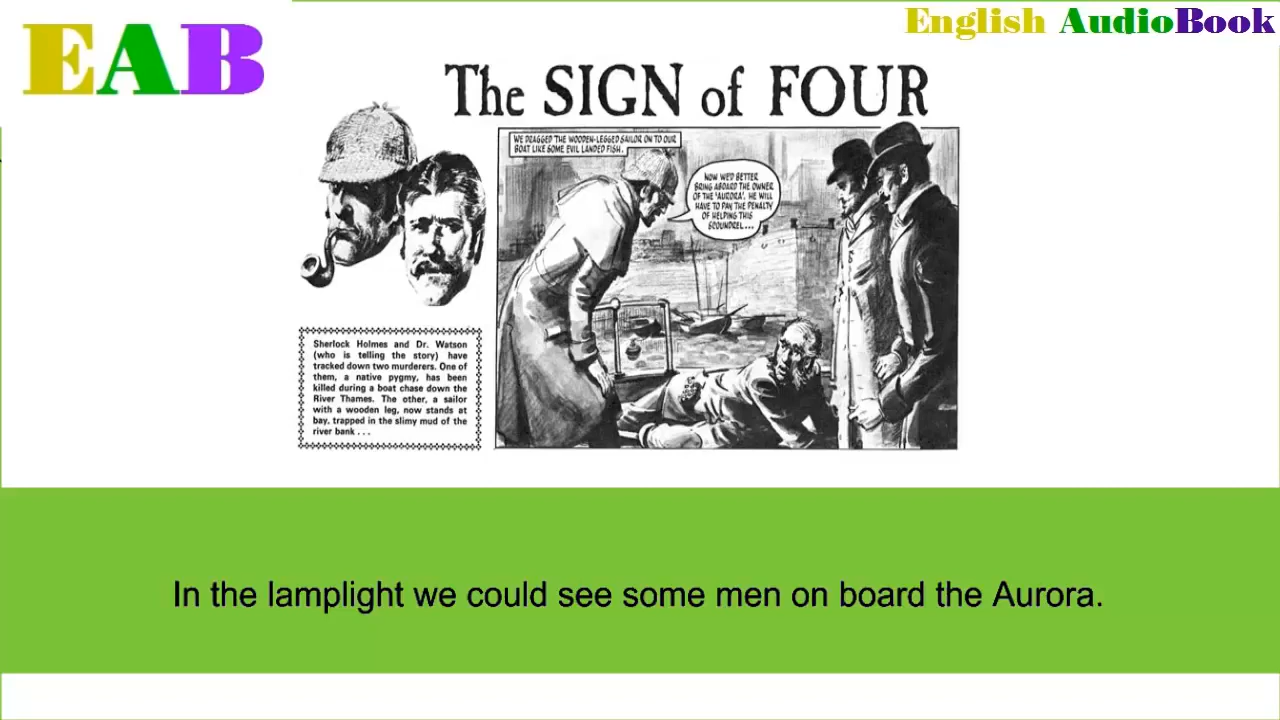 EAB
English AudioBook
The SIGN of FOUR
WE DRAGGED THE WOODEN-LEGGED SAILOR ON TO OUR
BOAT LIKE SOME EVIL LANDED FISH.
NOW WE'D BETTER
BRING ABOARD THE OWNER
OF THE 'AURORA'. HE WILL
HAVE TO PAY THE PENALTY
OF HELPING THIS
SCOUNDREL...
Sherlock Holmes and Dr. Watson
(who is telling the story) have
tracked down two murderers. One of
them, a native pygmy, has been
killed during a boat chase down the
River Thames. The other, a sailor
with a wooden leg, now stands at
bay, trapped in the slimy mud of the
river bank . . .
In the lamplight we could see some men on board the Aurora.